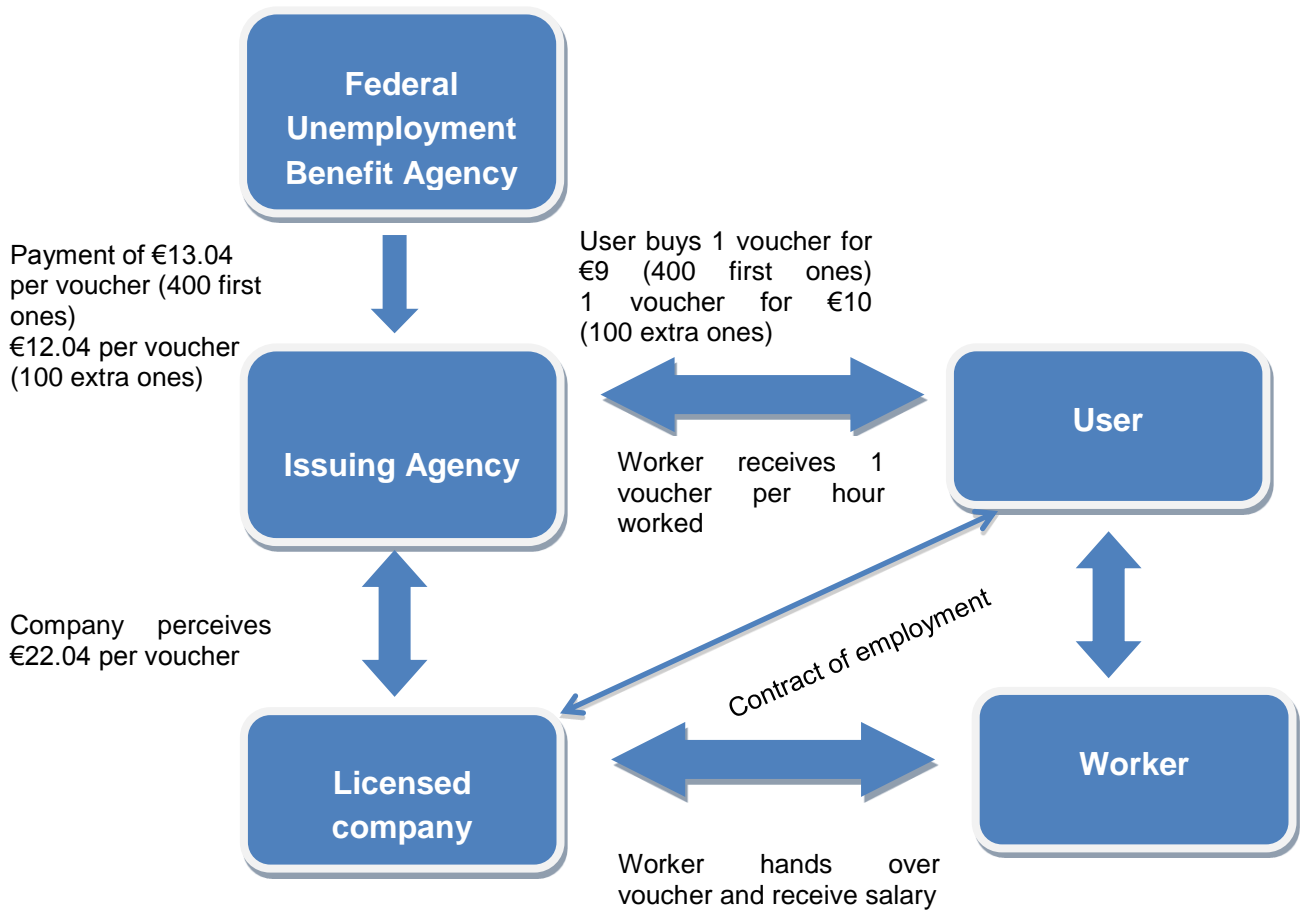 Federal
Unemployment
Benefit Agency
Payment of €13.04
per voucher (400 first
ones)
€12.04 per voucher
(100 extra ones)
User buys 1 voucher for
€9 (400 first ones)
1 voucher for €10
(100 extra ones)
Issuing Agency
User
Worker receives 1
voucher per hour
worked
Company perceives
€22.04 per voucher
Contract of employment
Licensed
company
Worker
Worker hands over
voucher and receive salary